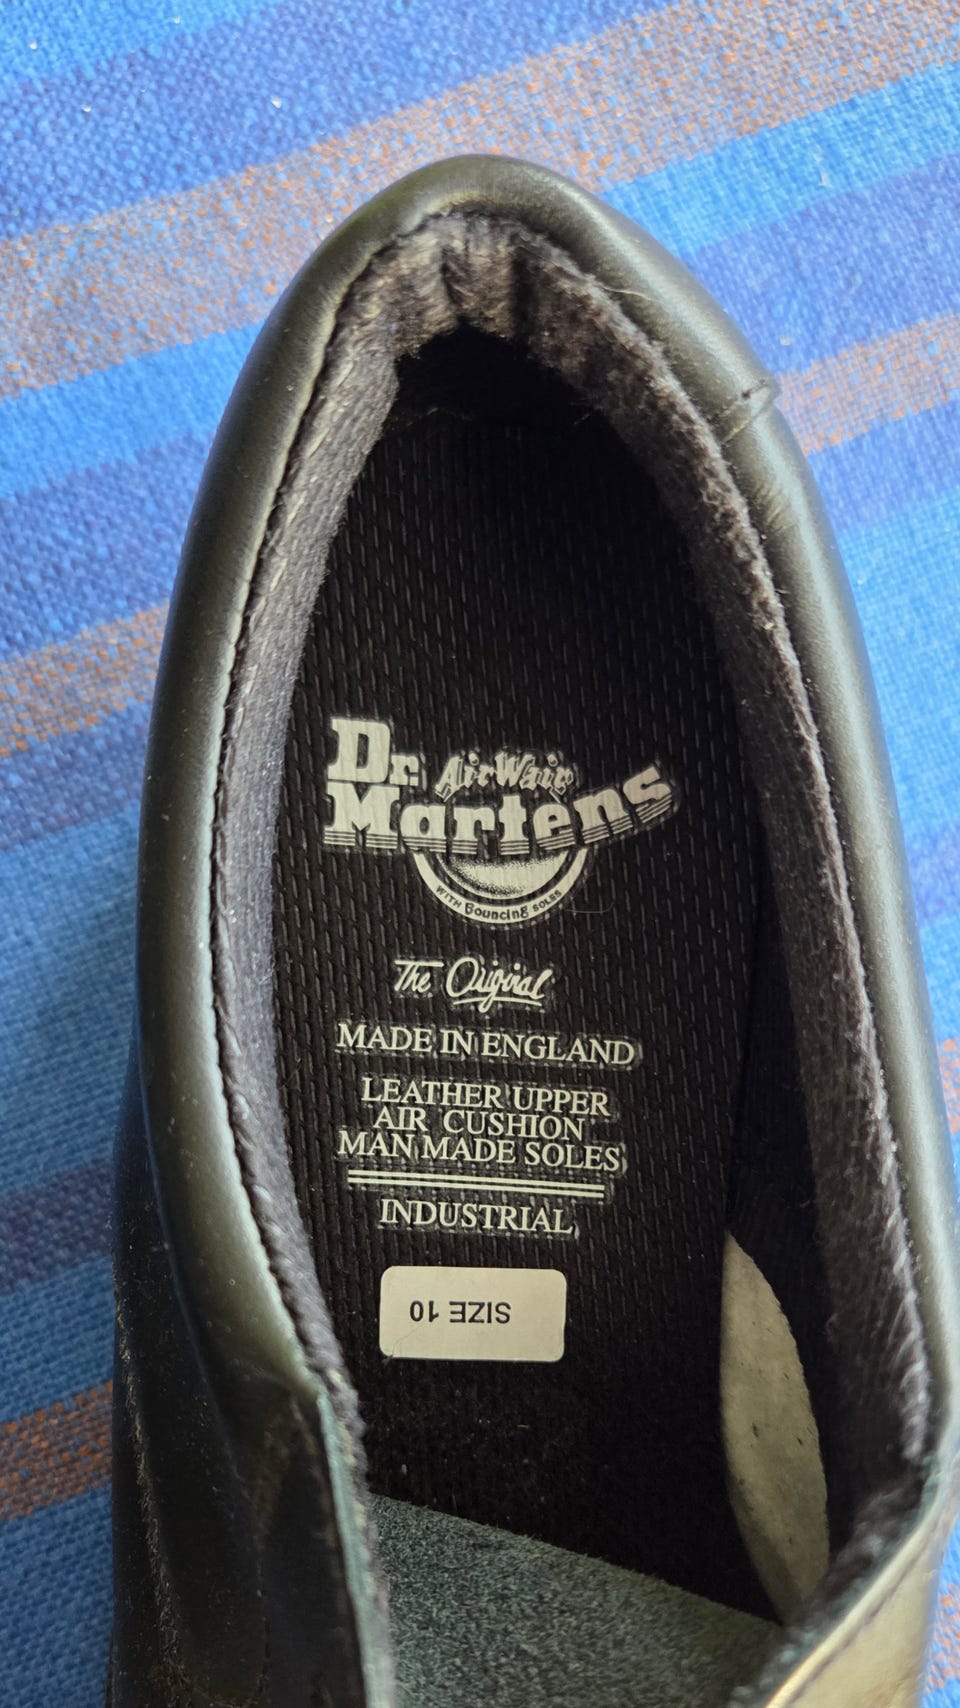 Dr. AirWair
Martens
WITH Bouncing SOLES
The Original
MADE IN ENGLAND
LEATHER UPPER
AIR CUSHION
MAN MADE SOLES
INDUSTRIAL
SIZE 10